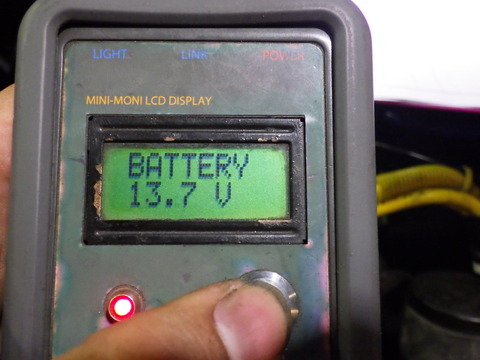 LIGHT LINK POWER
MINI-MONI LCD DISPLAY
BATTERY
13.7 V